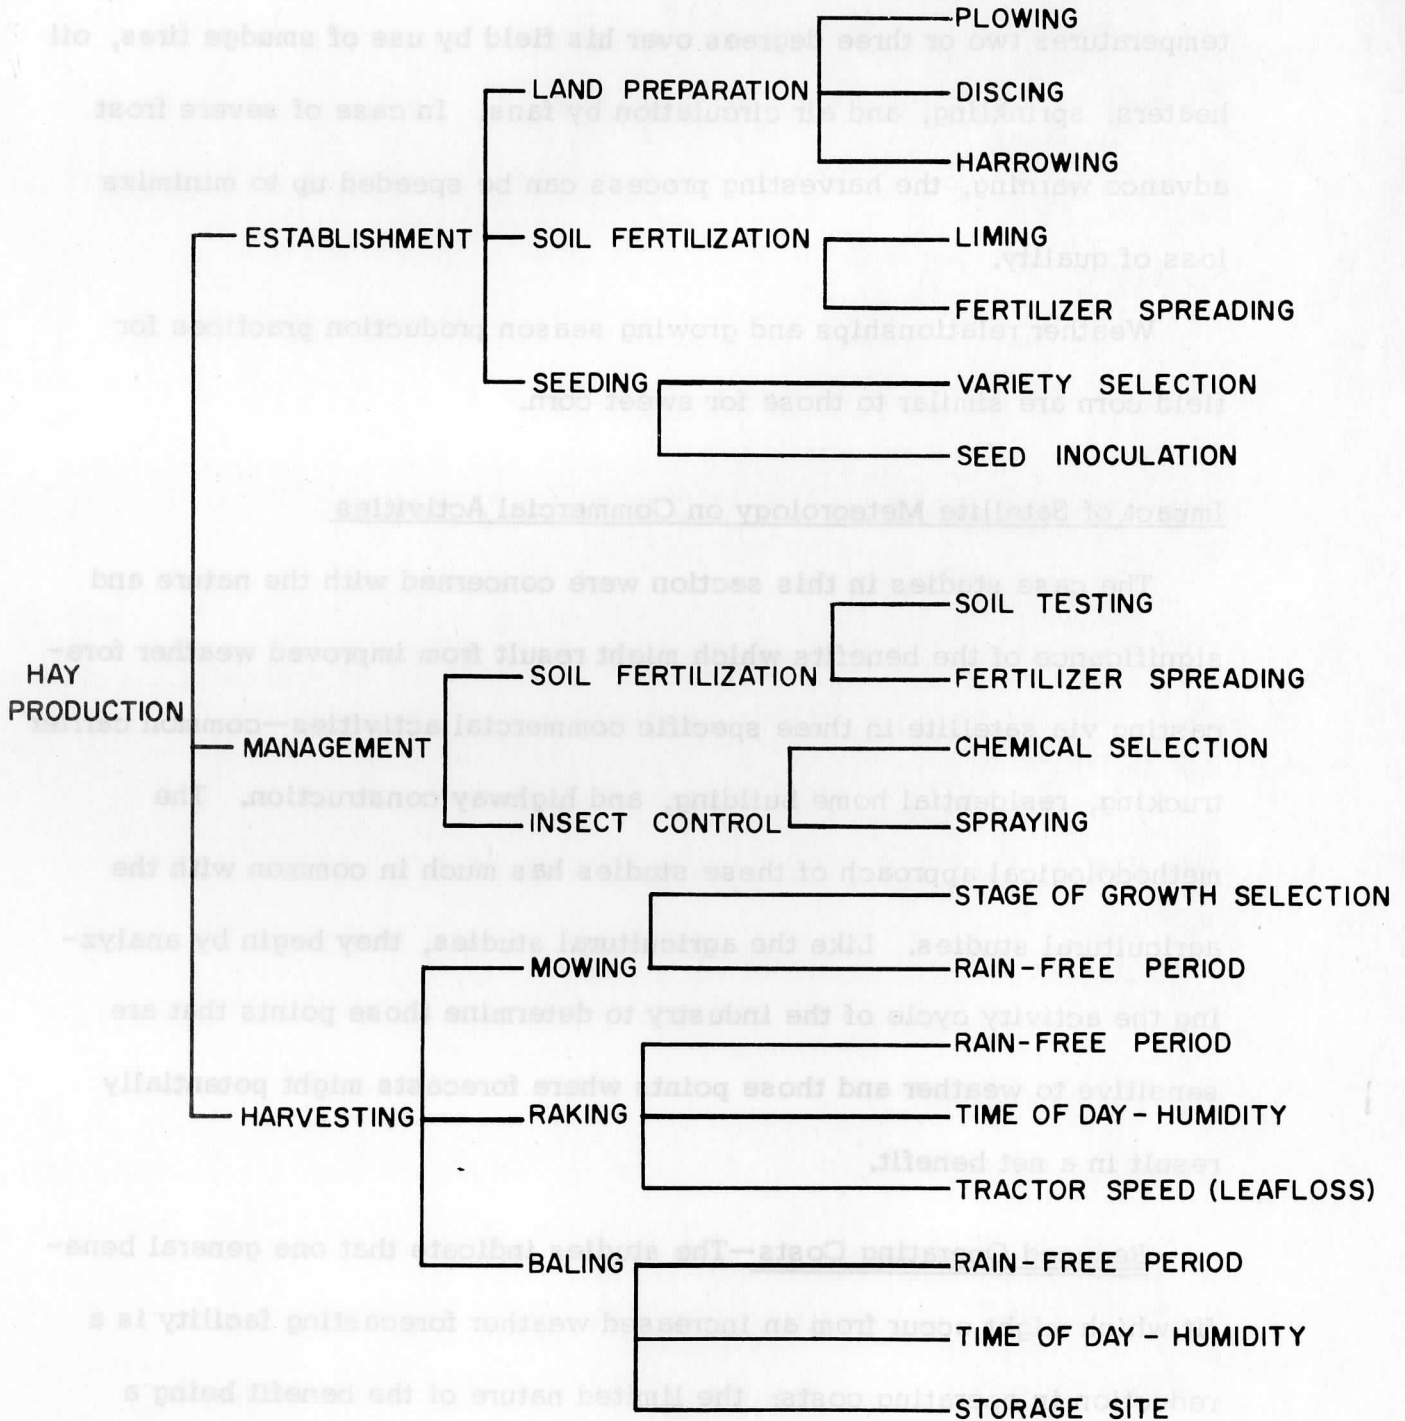 HAY
PRODUCTION
ESTABLISHMENT
LAND PREPARATION
PLOWING
DISCING
HARROWING
SOIL FERTILIZATION
LIMING
FERTILIZER SPREADING
SEEDING
VARIETY SELECTION
SEED INOCULATION
MANAGEMENT
SOIL FERTILIZATION
SOIL TESTING
FERTILIZER SPREADING
INSECT CONTROL
CHEMICAL SELECTION
SPRAYING
HARVESTING
MOWING
STAGE OF GROWTH SELECTION
RAIN-FREE PERIOD
RAKING
RAIN-FREE PERIOD
TIME OF DAY - HUMIDITY
TRACTOR SPEED (LEAFLOSS)
BALING
RAIN-FREE PERIOD
TIME OF DAY - HUMIDITY
STORAGE SITE